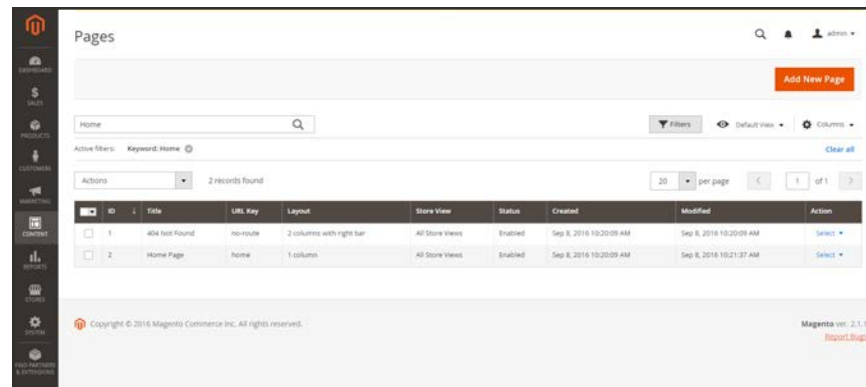 Pages
admin
DASHBOARD
SALES
PRODUCTS
CUSTOMERS
MARKETING
CONTENT
REPORTS
STORES
SYSTEM
FIND PARTNERS
& EXTENSIONS
Add New Page
Home
Filters Default View Columns
Active filters: Keyword: Home Clear all
Actions 2 records found 20 per page 1 of 1
ID Title URL Key Layout Store View Status Created Modified Action
1 404 Not Found no-route 2 columns with right bar All Store Views Enabled Sep 8, 2016 10:20:09 AM Sep 8, 2016 10:20:09 AM Select
2 Home Page home 1 column All Store Views Enabled Sep 8, 2016 10:20:09 AM Sep 8, 2016 10:21:37 AM Select
Copyright © 2016 Magento Commerce Inc. All rights reserved.
Magento ver. 2.1.1
Report Bugs